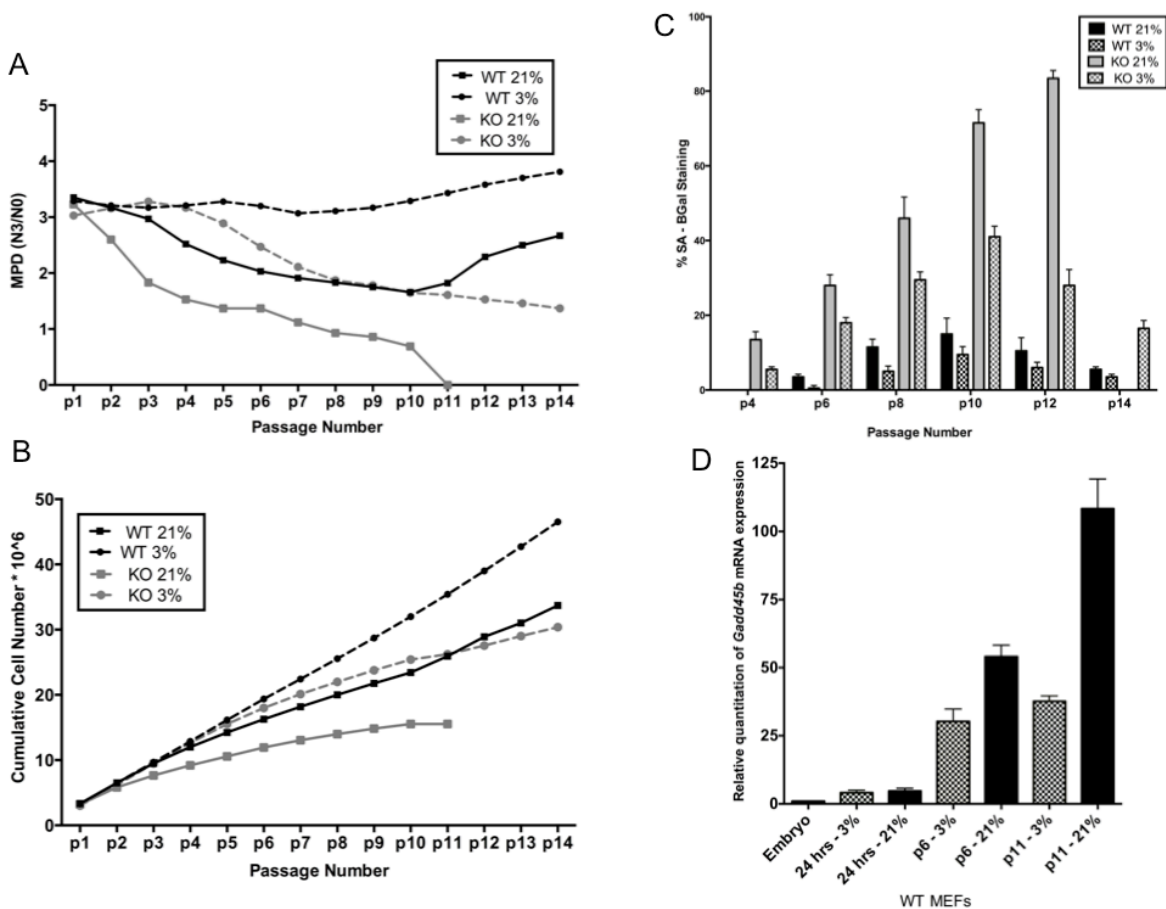 A
WT 21%
WT 3%
KO 21%
KO 3%
MPD (N3/N0)
5
4
3
2
1
0
p1 p2 p3 p4 p5 p6 p7 p8 p9 p10 p11 p12 p13 p14
Passage Number
B
WT 21%
WT 3%
KO 21%
KO 3%
Cumulative Cell Number * 10^6
50
40
30
20
10
0
p1 p2 p3 p4 p5 p6 p7 p8 p9 p10 p11 p12 p13 p14
Passage Number
C
WT 21%
WT 3%
KO 21%
KO 3%
% SA - BGal Staining
100
80
60
40
20
0
p4 p6 p8 p10 p12 p14
Passage Number
D
Relative quantitation of Gadd45b mRNA expression
125
100
75
50
25
0
Embryo
24 hrs - 3%
24 hrs - 21%
p6 - 3%
p6 - 21%
p11 - 3%
p11 - 21%
WT MEFs